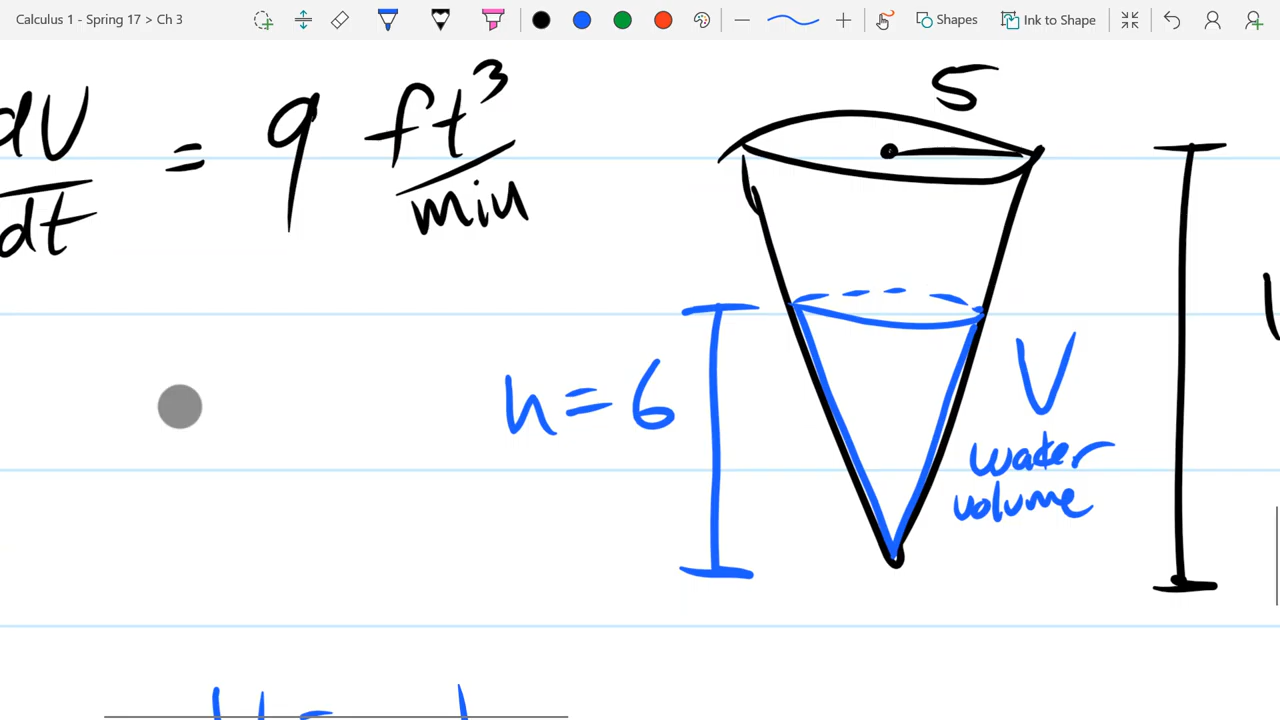 Calculus 1 - Spring 17 > Ch 3
Shapes
Ink to Shape
dV/dt = 9 ft³/min
5
h = 6
V
water
volume